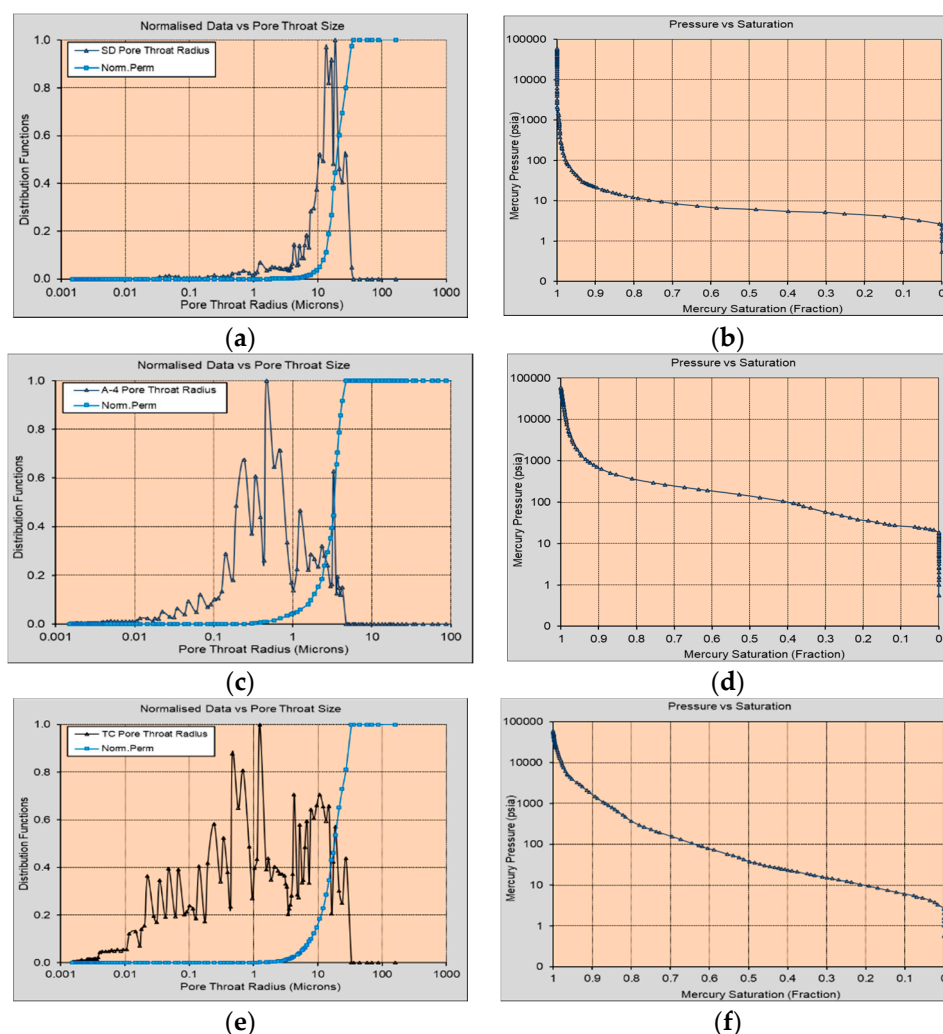 Normalised Data vs Pore Throat Size
1.0
0.8
0.6
0.4
0.2
0.0
Distribution Functions
SD Pore Throat Radius
Norm.Perm
0.001 0.01 0.1 1 10 100 1000
Pore Throat Radius (Microns)
(a)
Pressure vs Saturation
100000
10000
1000
100
10
1
0
Mercury Pressure (psia)
1 0.9 0.8 0.7 0.6 0.5 0.4 0.3 0.2 0.1 0
Mercury Saturation (Fraction)
(b)
Normalised Data vs Pore Throat Size
1.0
0.8
0.6
0.4
0.2
0.0
Distribution Functions
A-4 Pore Throat Radius
Norm.Perm
0.001 0.01 0.1 1 10 100
Pore Throat Radius (Microns)
(c)
Pressure vs Saturation
100000
10000
1000
100
10
1
0
Mercury Pressure (psia)
1 0.9 0.8 0.7 0.6 0.5 0.4 0.3 0.2 0.1 0
Mercury Saturation (Fraction)
(d)
Normalised Data vs Pore Throat Size
1.0
0.8
0.6
0.4
0.2
0.0
Distribution Functions
TC Pore Throat Radius
Norm.Perm
0.001 0.01 0.1 1 10 100 1000
Pore Throat Radius (Microns)
(e)
Pressure vs Saturation
100000
10000
1000
100
10
1
0
Mercury Pressure (psia)
1 0.9 0.8 0.7 0.6 0.5 0.4 0.3 0.2 0.1 0
Mercury Saturation (Fraction)
(f)